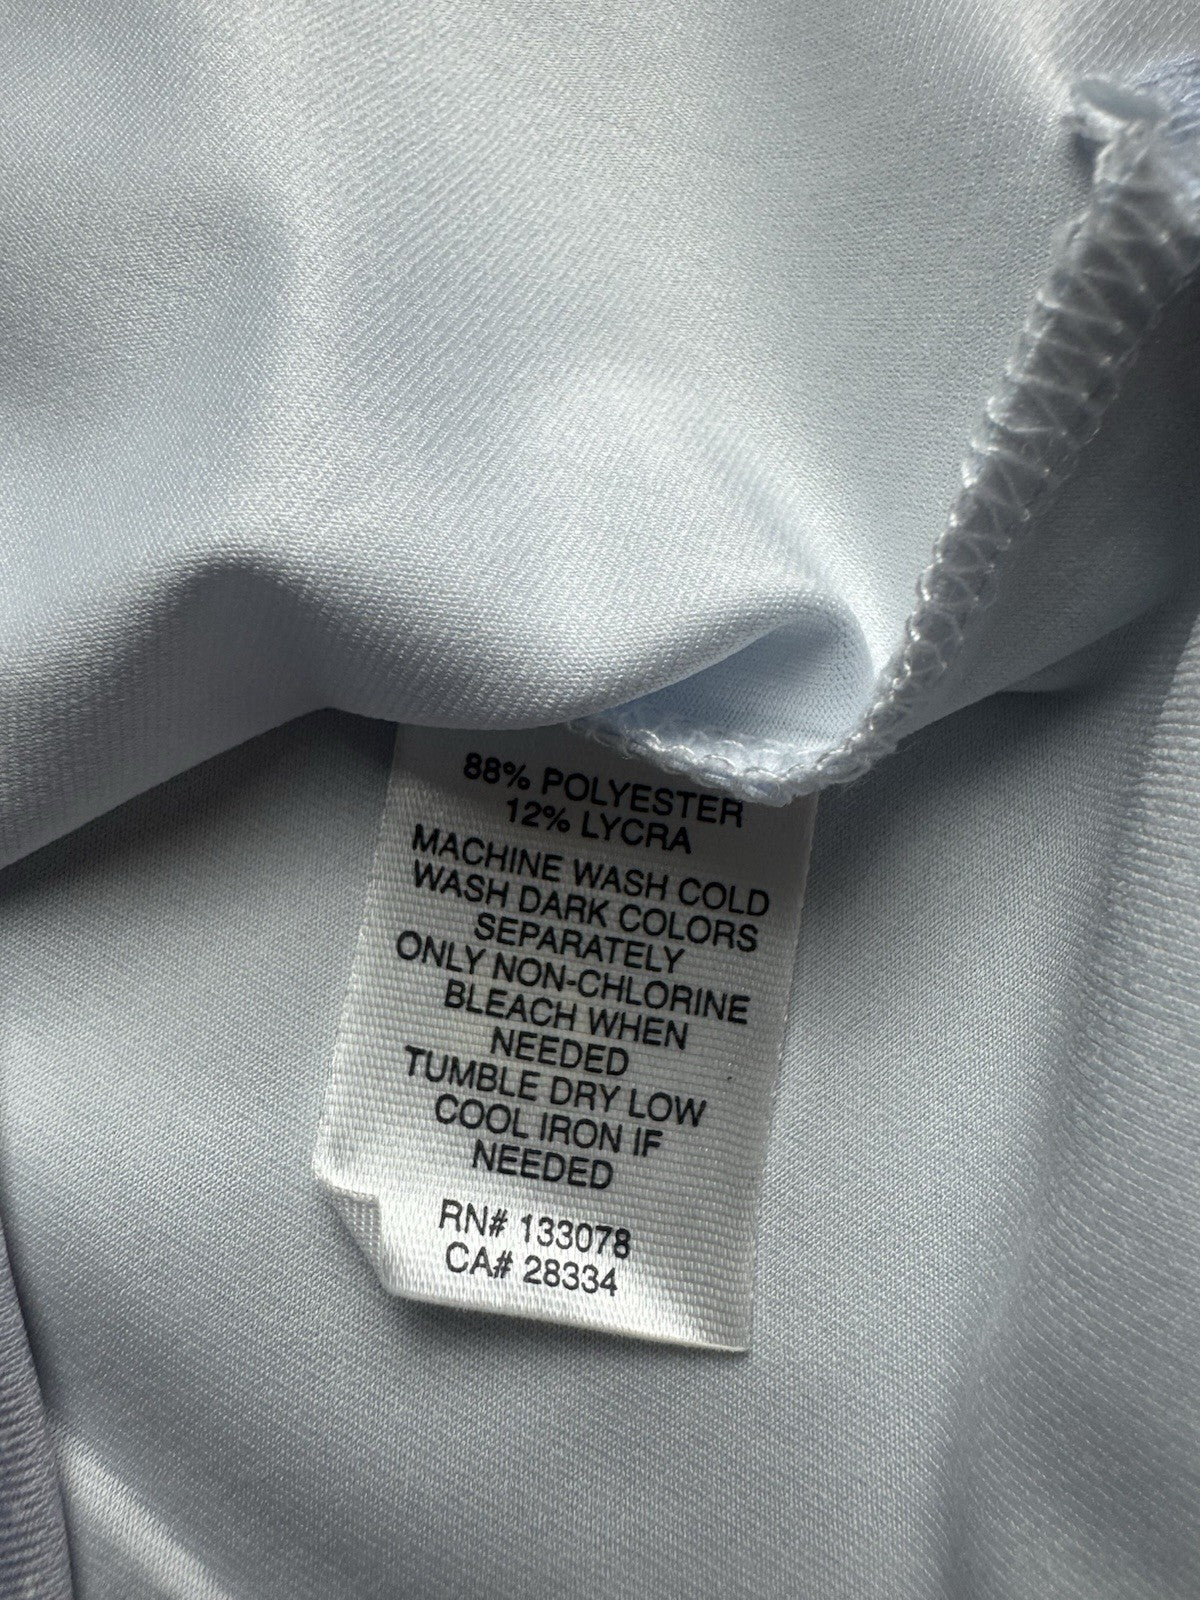 88% POLYESTER
12% LYCRA
MACHINE WASH COLD
WASH DARK COLORS
SEPARATELY
ONLY NON-CHLORINE
BLEACH WHEN
NEEDED
TUMBLE DRY LOW
COOL IRON IF
NEEDED
RN# 133078
CA# 28334